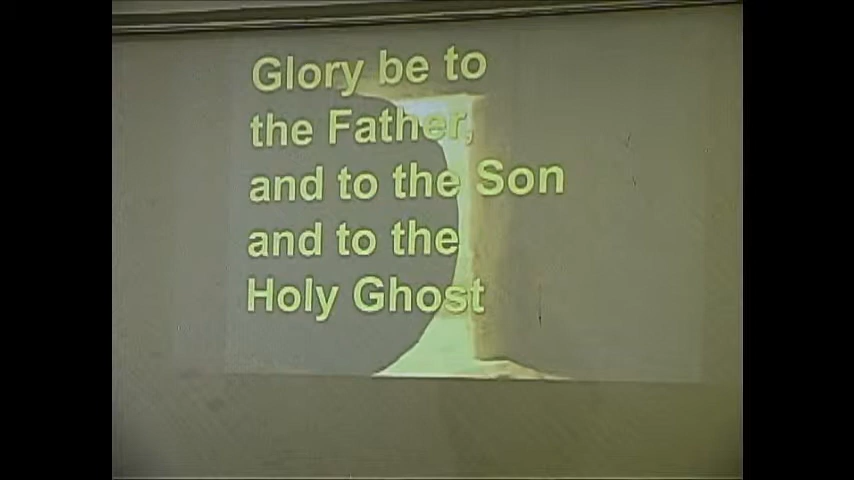 Glory be to
the Father,
and to the Son
and to the
Holy Ghost